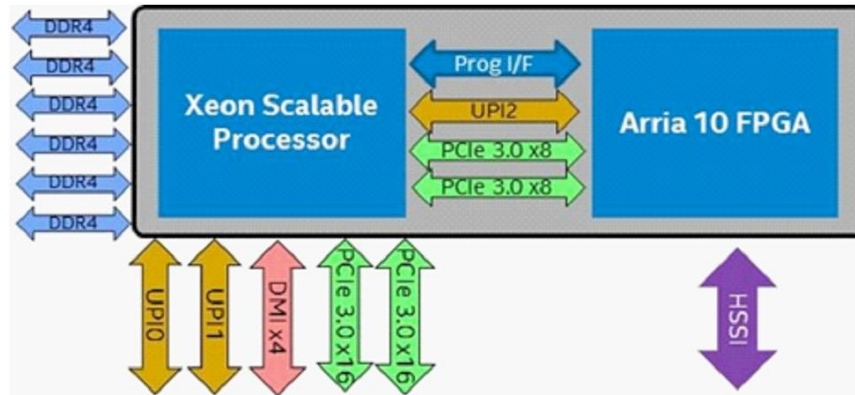 DDR4
DDR4
DDR4
DDR4
DDR4
DDR4
Xeon Scalable
Processor
Prog I/F
UPI2
PCIe 3.0 x8
PCIe 3.0 x8
Arria 10 FPGA
UPI0
UPI1
DMI x4
PCIe 3.0 x16
PCIe 3.0 x16
HSSI